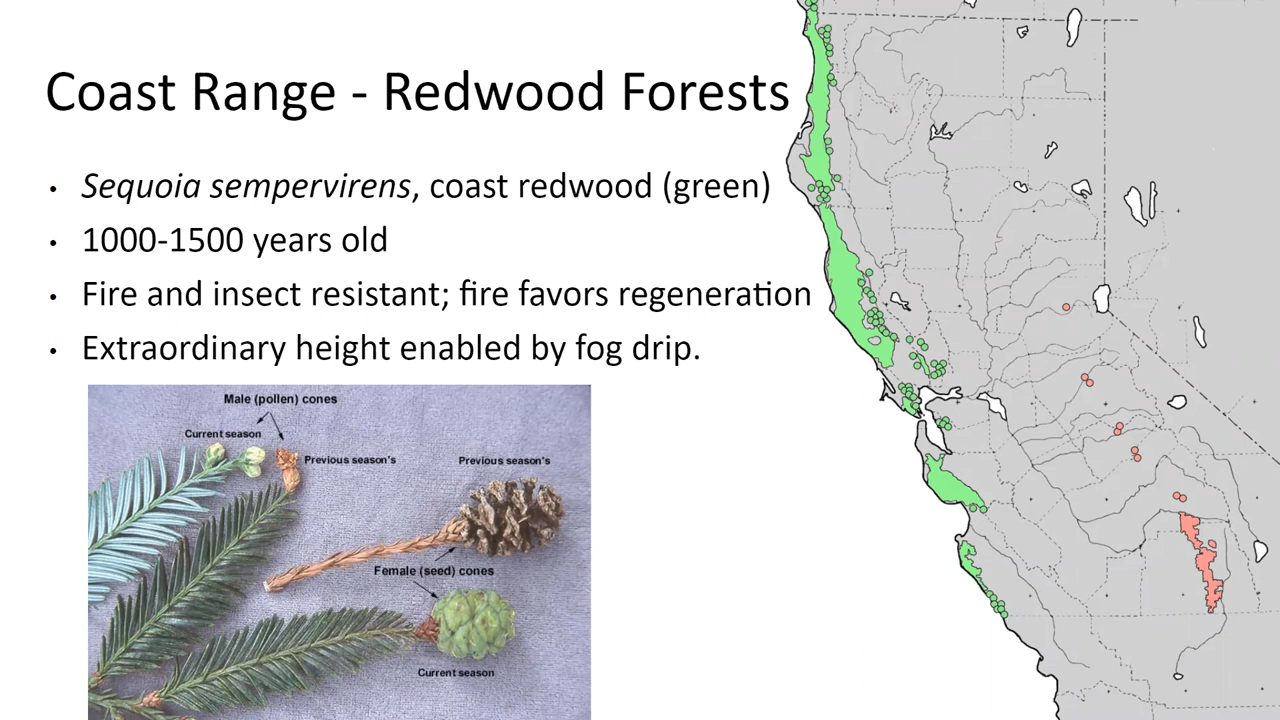 Coast Range - Redwood Forests
• Sequoia sempervirens, coast redwood (green)
• 1000-1500 years old
• Fire and insect resistant; fire favors regeneration
• Extraordinary height enabled by fog drip.
Male (pollen) cones
Current season
Previous season's
Previous season's
Female (seed) cones
Current season